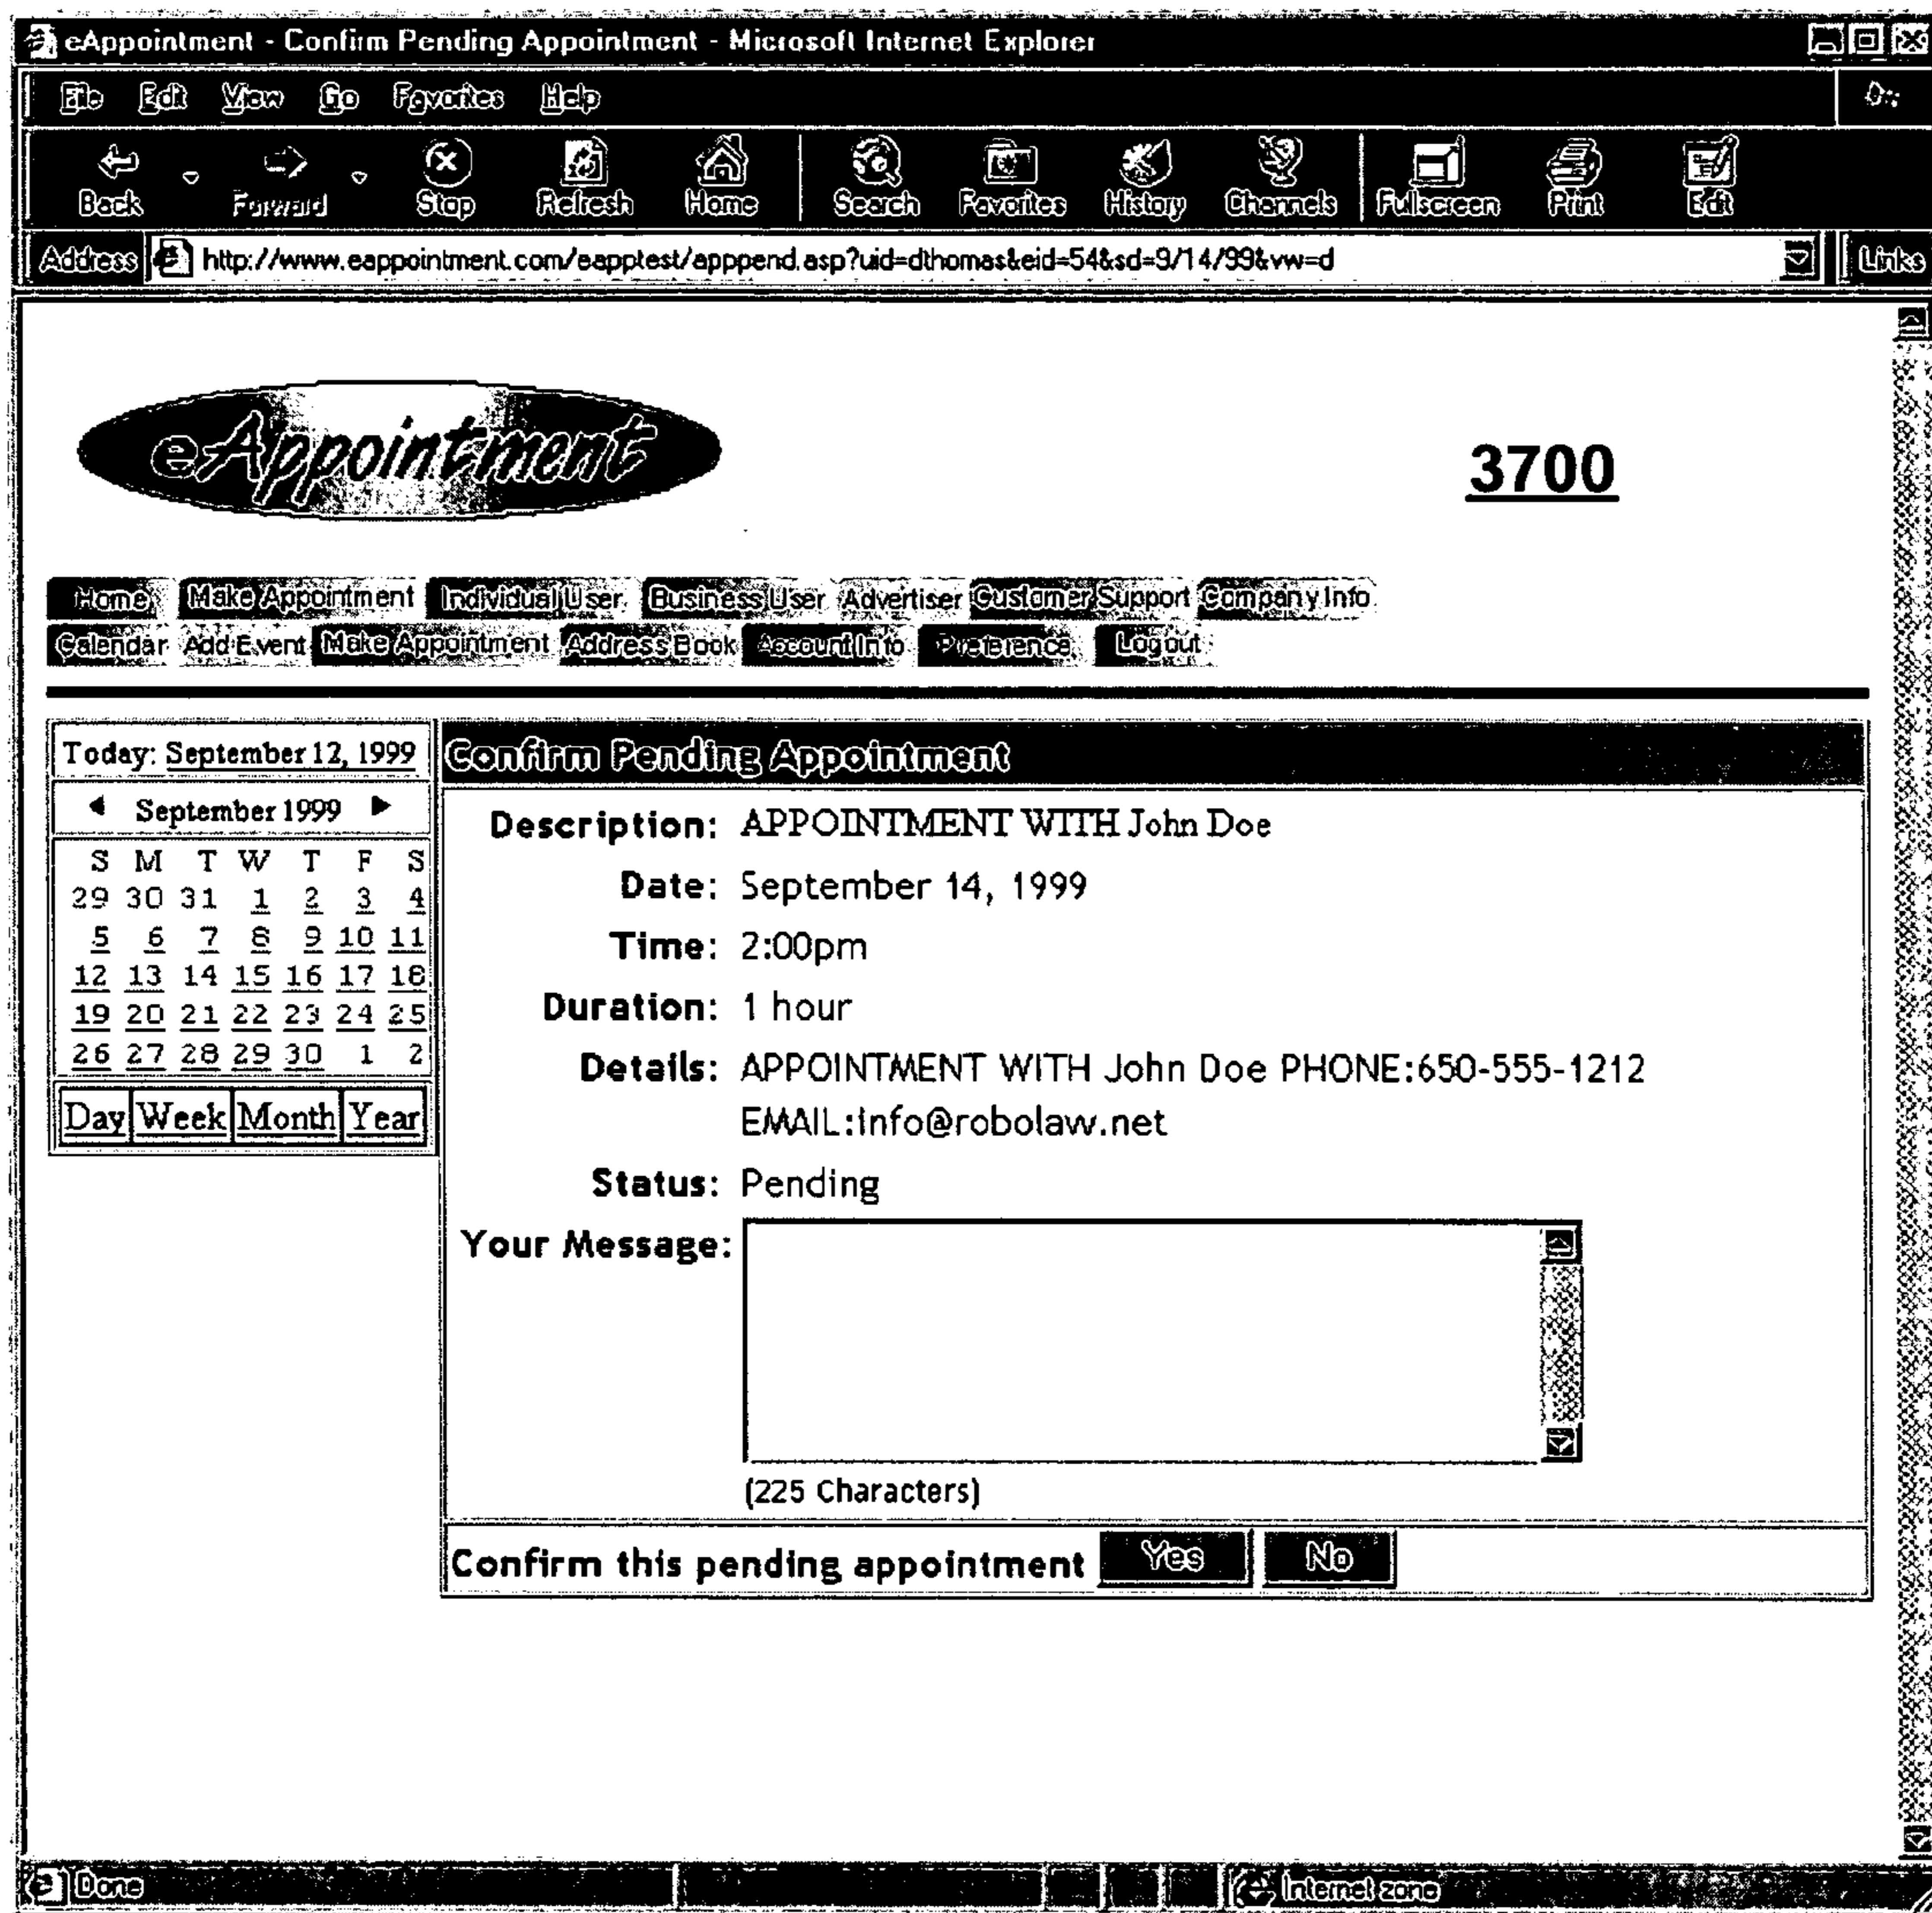 eAppointment - Confirm Pending Appointment - Microsoft Internet Explorer
File Edit View Go Favorites Help
Back Forward Stop Refresh Home Search Favorites History Channels Fullscreen Print Edit
Address http://www.eappointment.com/eapptest/apppend.asp?uid=dthomas&eid=54&sd=9/14/99&vw=d Links
eAppointment
3700
Home Make Appointment Individual User Business User Advertiser Customer Support Company Info
Calendar Add Event Make Appointment Address Book Account Info Preference Logout
Today: September 12, 1999
September 1999
S M T W T F S
29 30 31 1 2 3 4
5 6 7 8 9 10 11
12 13 14 15 16 17 18
19 20 21 22 23 24 25
26 27 28 29 30 1 2
Day Week Month Year
Confirm Pending Appointment
Description: APPOINTMENT WITH John Doe
Date: September 14, 1999
Time: 2:00pm
Duration: 1 hour
Details: APPOINTMENT WITH John Doe PHONE:650-555-1212
EMAIL:info@robolaw.net
Status: Pending
Your Message:
(225 Characters)
Confirm this pending appointment Yes No
Done Internet zone